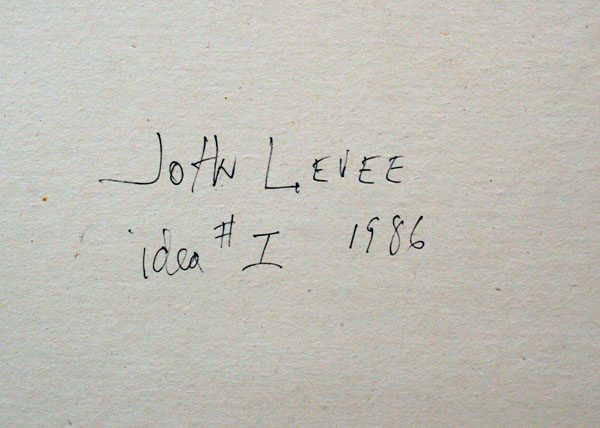 JOHN LEVEE
idea # I 1986